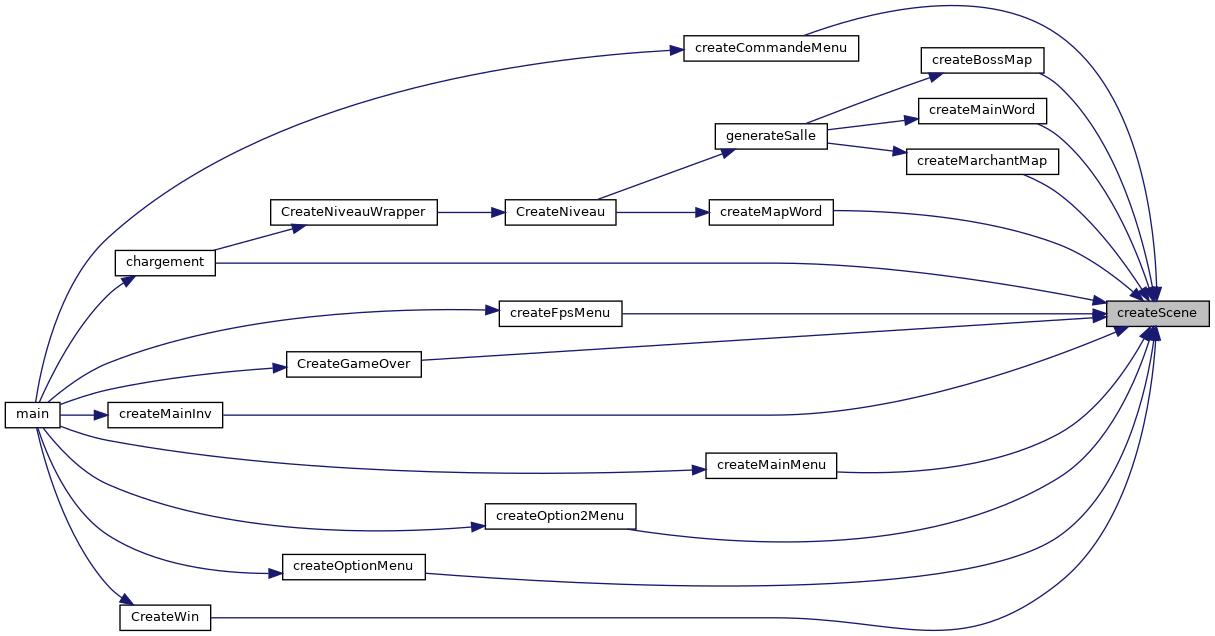 createCommandeMenu
createBossMap
createMainWord
generateSalle
createMarchantMap
CreateNiveauWrapper
CreateNiveau
createMapWord
chargement
createFpsMenu
createScene
CreateGameOver
main
createMainInv
createMainMenu
createOption2Menu
createOptionMenu
CreateWin